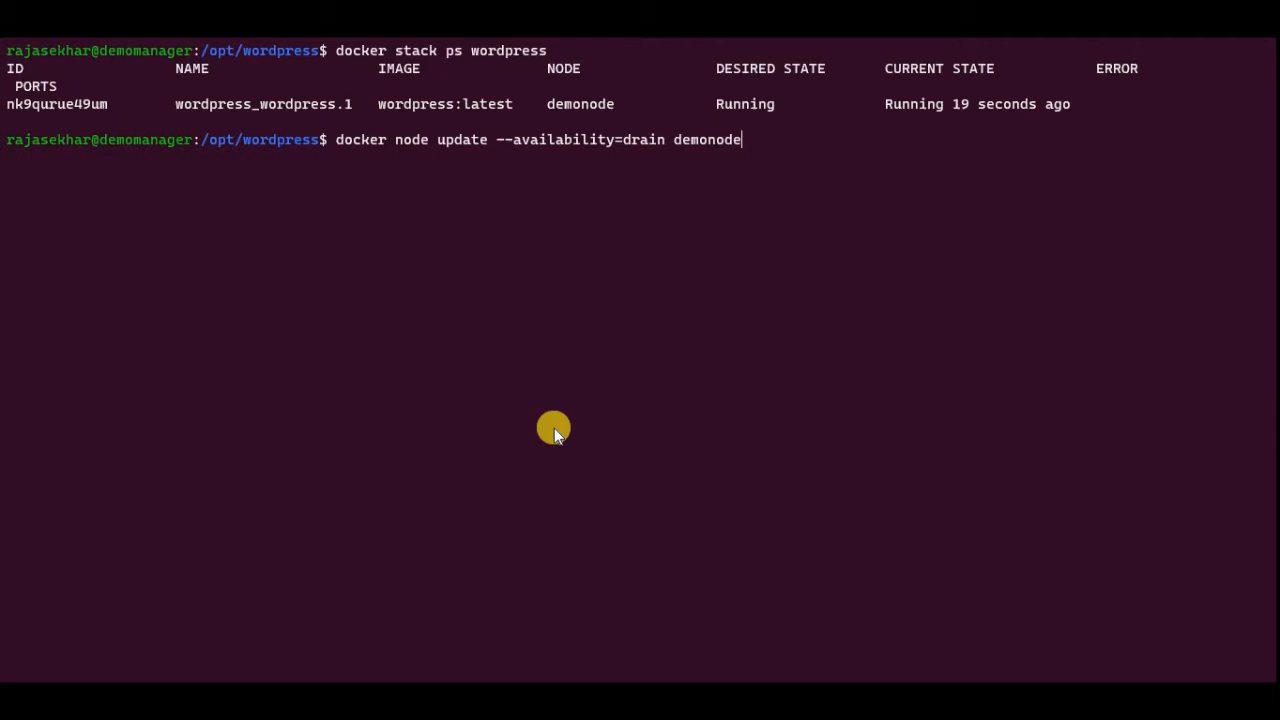 rajasekhar@demomanager:/opt/wordpress$ docker stack ps wordpress
ID NAME IMAGE NODE DESIRED STATE CURRENT STATE ERROR
PORTS
nk9qurue49um wordpress_wordpress.1 wordpress:latest demonode Running Running 19 seconds ago
rajasekhar@demomanager:/opt/wordpress$ docker node update --availability=drain demonode